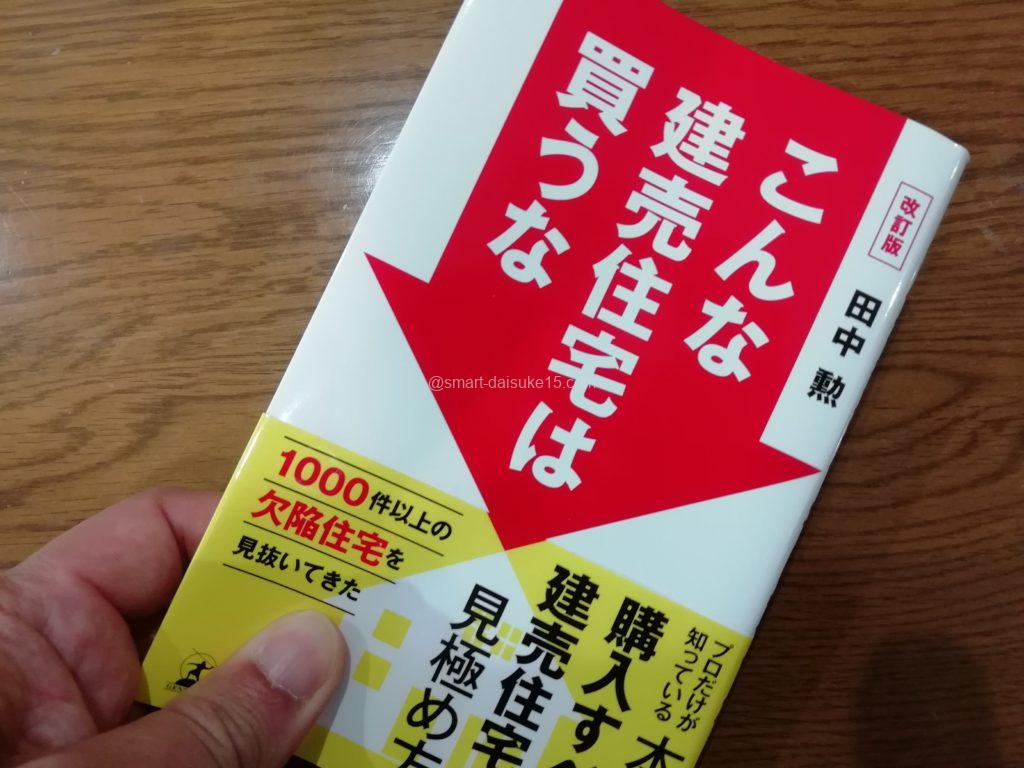 こんな
建売住宅は
買うな
改訂版
田中 勲
@smart-daisuke15.com
1000件以上の
欠陥住宅を
見抜いてきた
プロだけが
知っている
本
購入す
建売住宅
見極め方
GEN